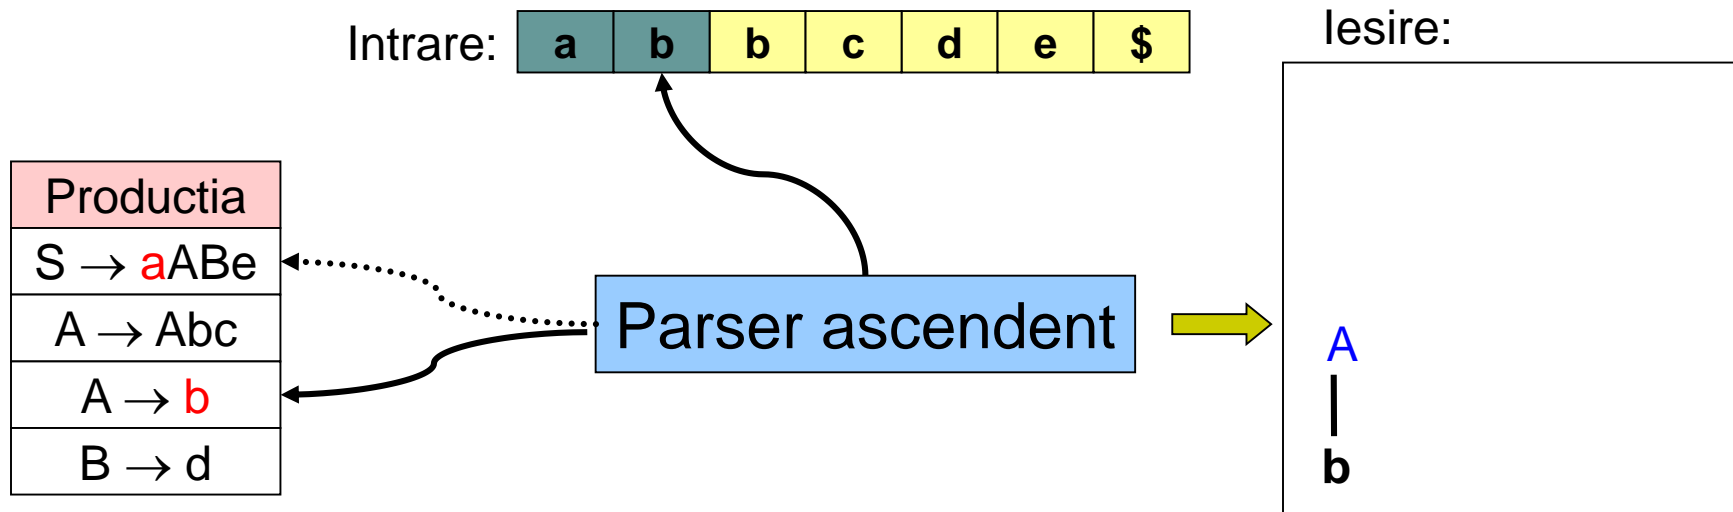 Intrare: a b b c d e $
Iesire:
Productia
S → aABe
A → Abc
A → b
B → d
Parser ascendent
A
b